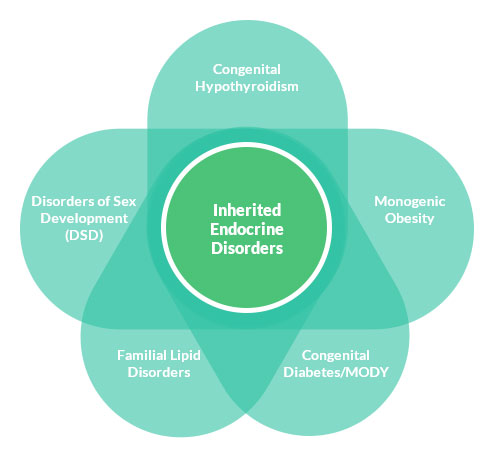 Congenital
Hypothyroidism
Disorders of Sex
Development
(DSD)
Inherited
Endocrine
Disorders
Monogenic
Obesity
Familial Lipid
Disorders
Congenital
Diabetes/MODY